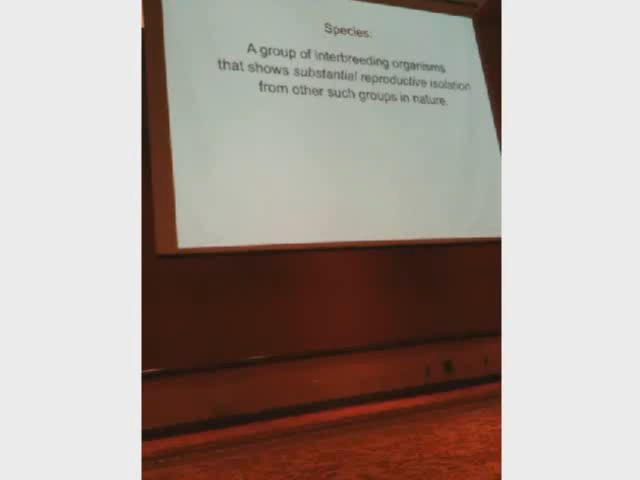 Species:
A group of interbreeding organisms
that shows substantial reproductive isolation
from other such groups in nature.